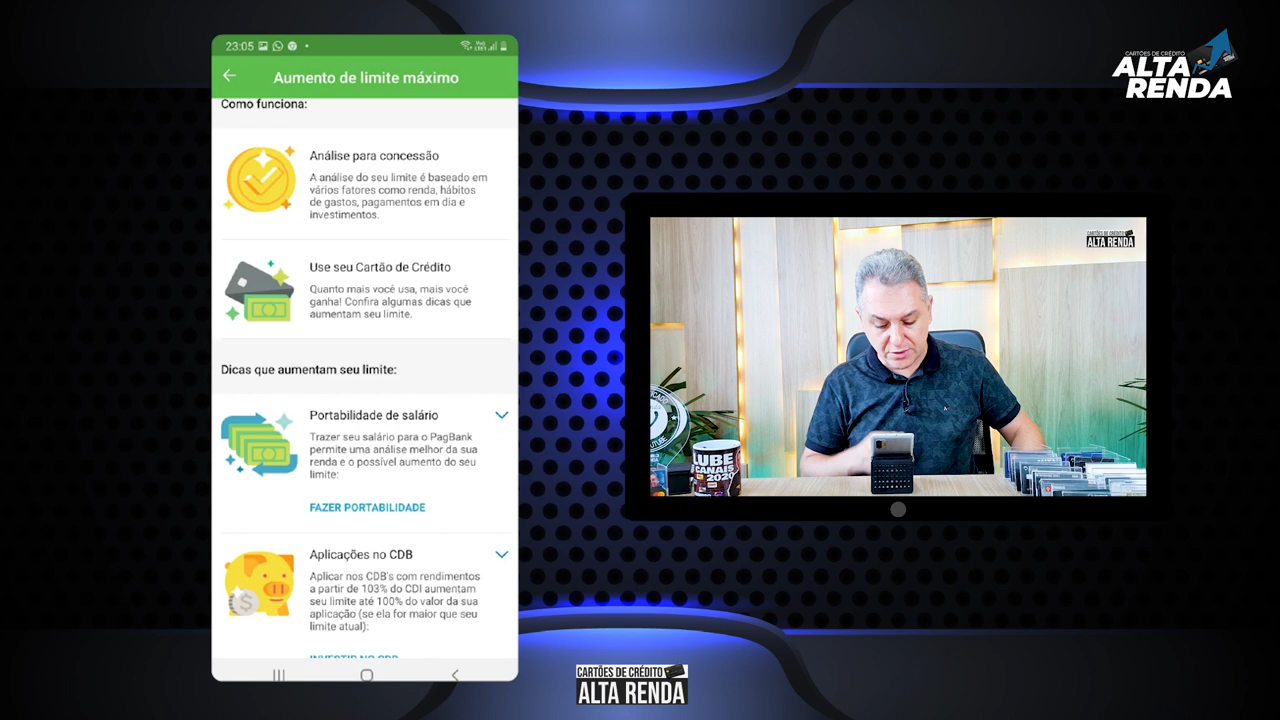 23:05
Aumento de limite máximo
Como funciona:
Análise para concessão
A análise do seu limite é baseado em
vários fatores como renda, hábitos
de gastos, pagamentos em dia e
investimentos.
Use seu Cartão de Crédito
Quanto mais você usa, mais você
ganha! Confira algumas dicas que
aumentam seu limite.
Dicas que aumentam seu limite:
Portabilidade de salário
Trazer seu salário para o PagBank
permite uma análise melhor da sua
renda e o possível aumento do seu
limite:
FAZER PORTABILIDADE
Aplicações no CDB
Aplicar nos CDB's com rendimentos
a partir de 103% do CDI aumentam
seu limite até 100% do valor da sua
aplicação (se ela for maior que seu
limite atual):
INVESTIR NO CDB
CARTÕES DE CRÉDITO
ALTA
RENDA
CARTÕES DE CRÉDITO
ALTA RENDA
LUBE
CANAIS
2020
CARTÕES DE CRÉDITO
ALTA RENDA